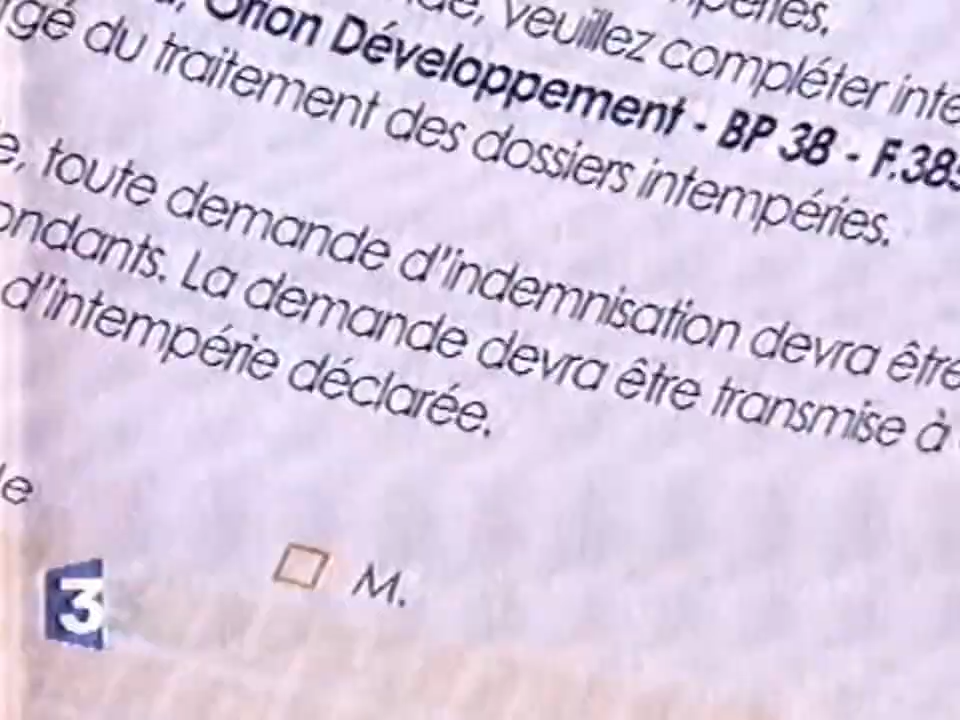 veuillez compléter
Orion Développement - BP 38 - F.38
du traitement des dossiers intempéries.
toute demande d'indemnisation devra être
La demande devra être transmise à
d'intempérie déclarée.
M.
3